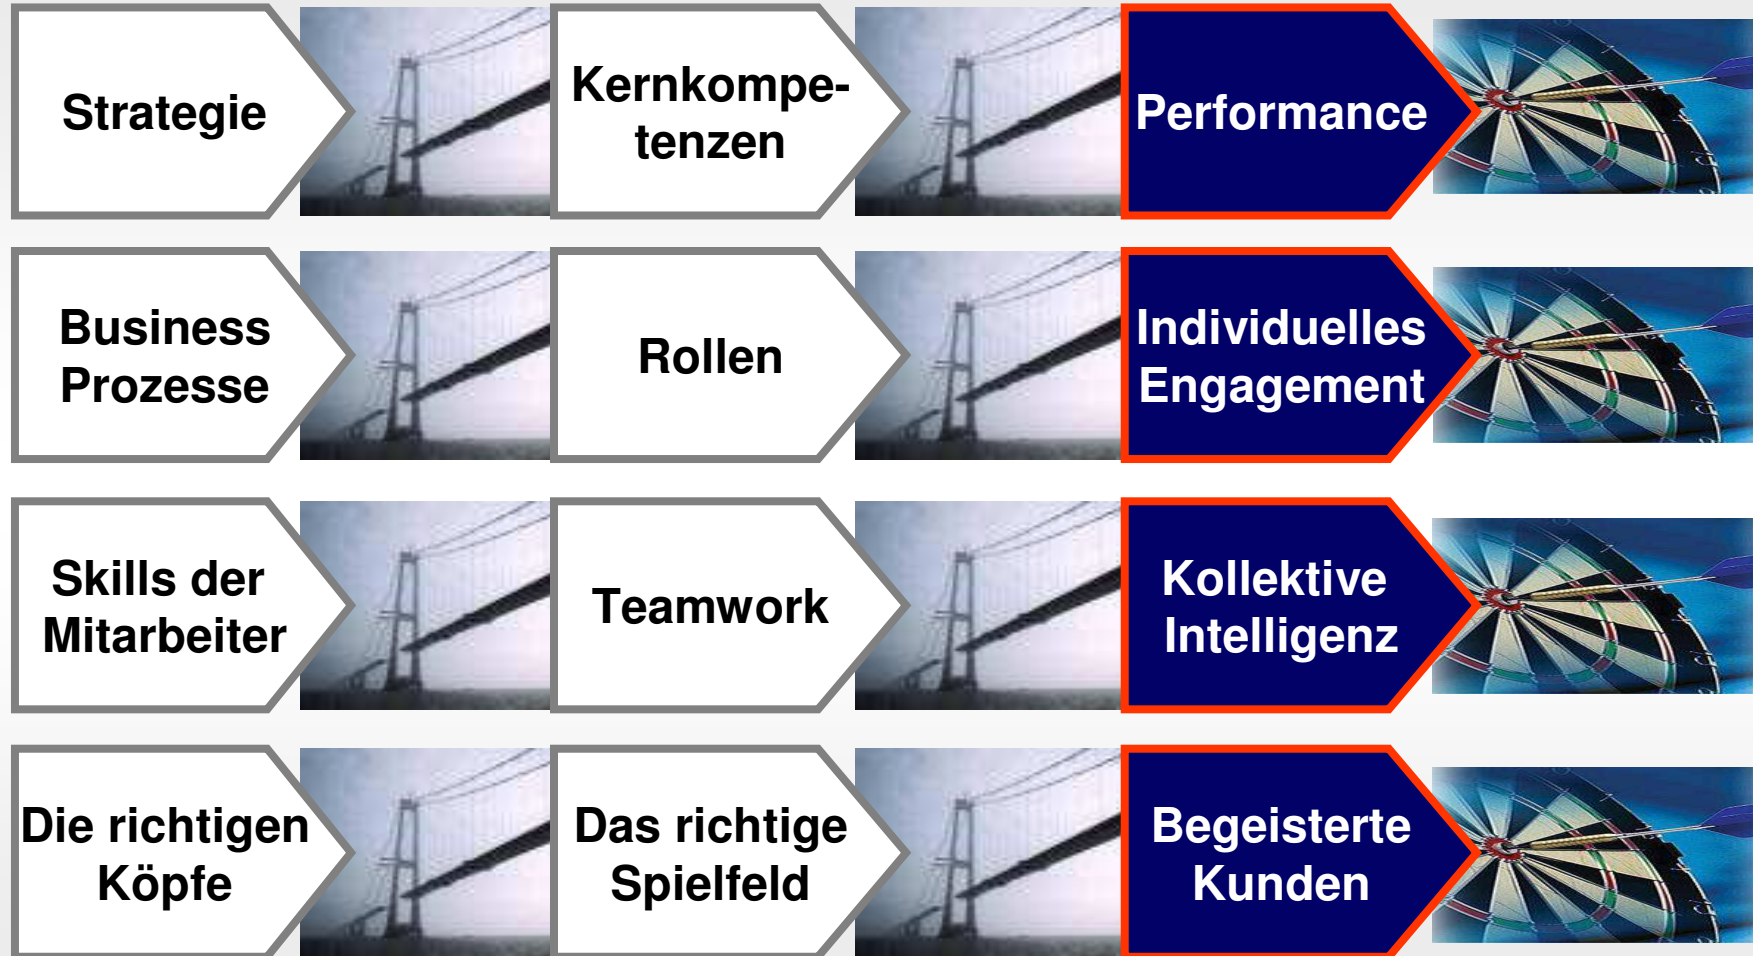 Strategie
Kernkompe-
tenzen
Performance
Business
Prozesse
Rollen
Individuelles
Engagement
Skills der
Mitarbeiter
Teamwork
Kollektive
Intelligenz
Die richtigen
Köpfe
Das richtige
Spielfeld
Begeisterte
Kunden